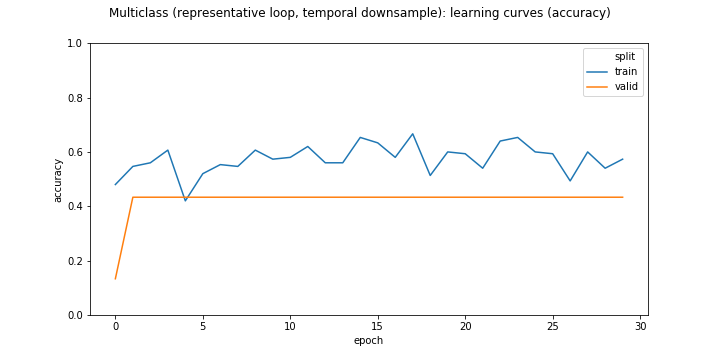 Multiclass (representative loop, temporal downsample): learning curves (accuracy)
1.0
0.8
0.6
0.4
0.2
0.0
accuracy
split
train
valid
0 5 10 15 20 25 30
epoch